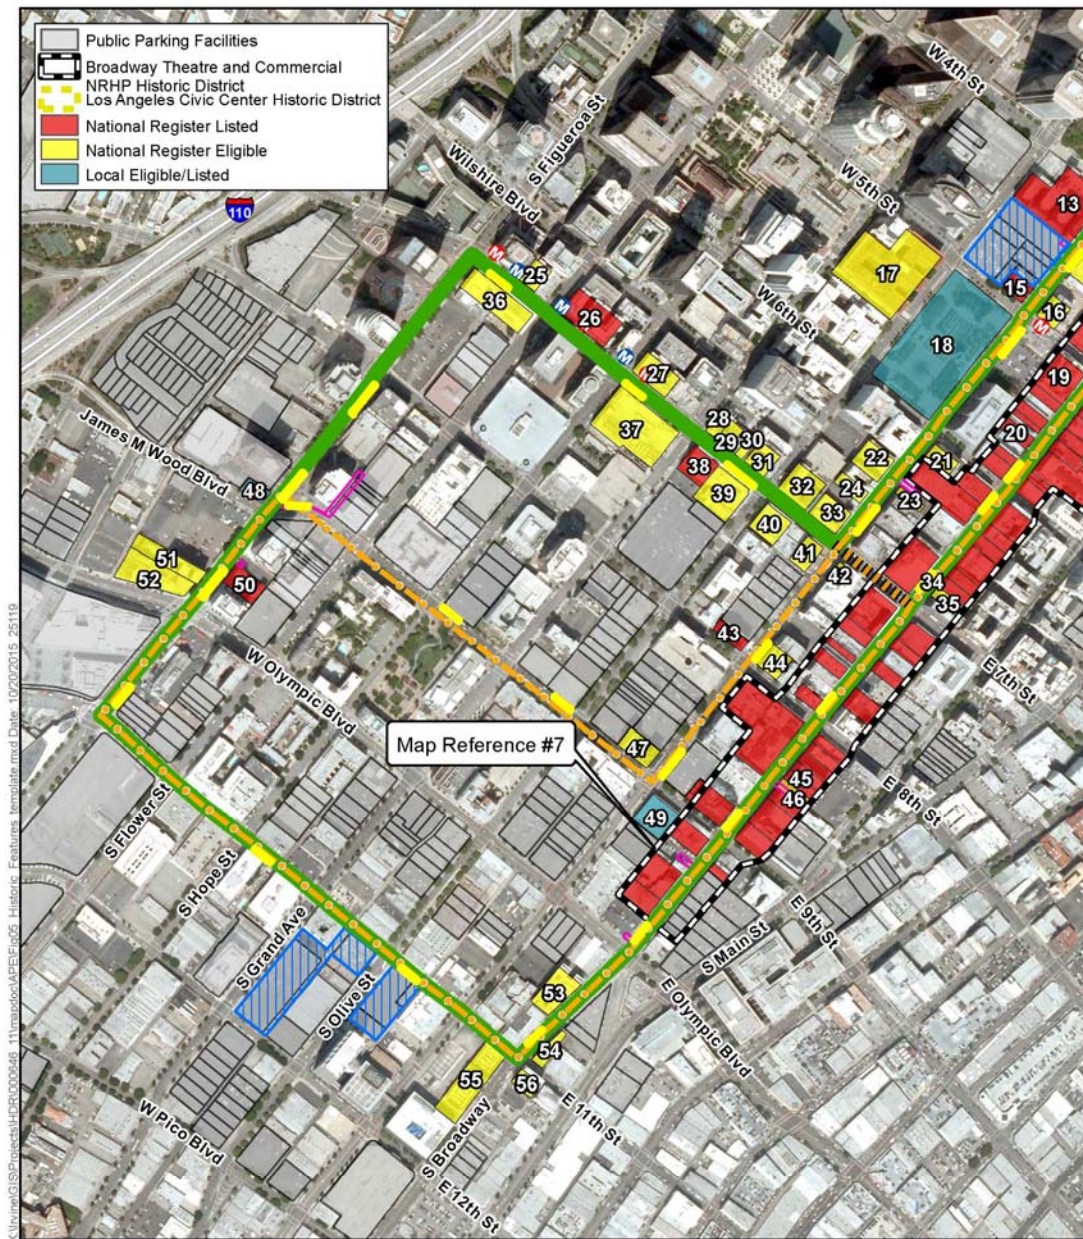 Public Parking Facilities
Broadway Theatre and Commercial
NRHP Historic District
Los Angeles Civic Center Historic District
National Register Listed
National Register Eligible
Local Eligible/Listed
110
W 4th St
S Figueroa St
Wilshire Blvd
W 5th St
13
M
25
M
17
15
36
M
26
W 6th St
16
M
18
M
27
19
28
20
37
29
30
31
38
22
21
James M Wood Blvd
32
24
39
23
48
33
40
41
51
42
34
52
50
35
43
44
E 7th St
W Olympic Blvd
47
Map Reference #7
45
46
E 8th St
49
S Flower St
S Hope St
E 9th St
S Main St
S Grand Ave
S Olive St
53
E Olympic Blvd
54
55
56
W Pico Blvd
S Broadway
E 11th St
E 12th St